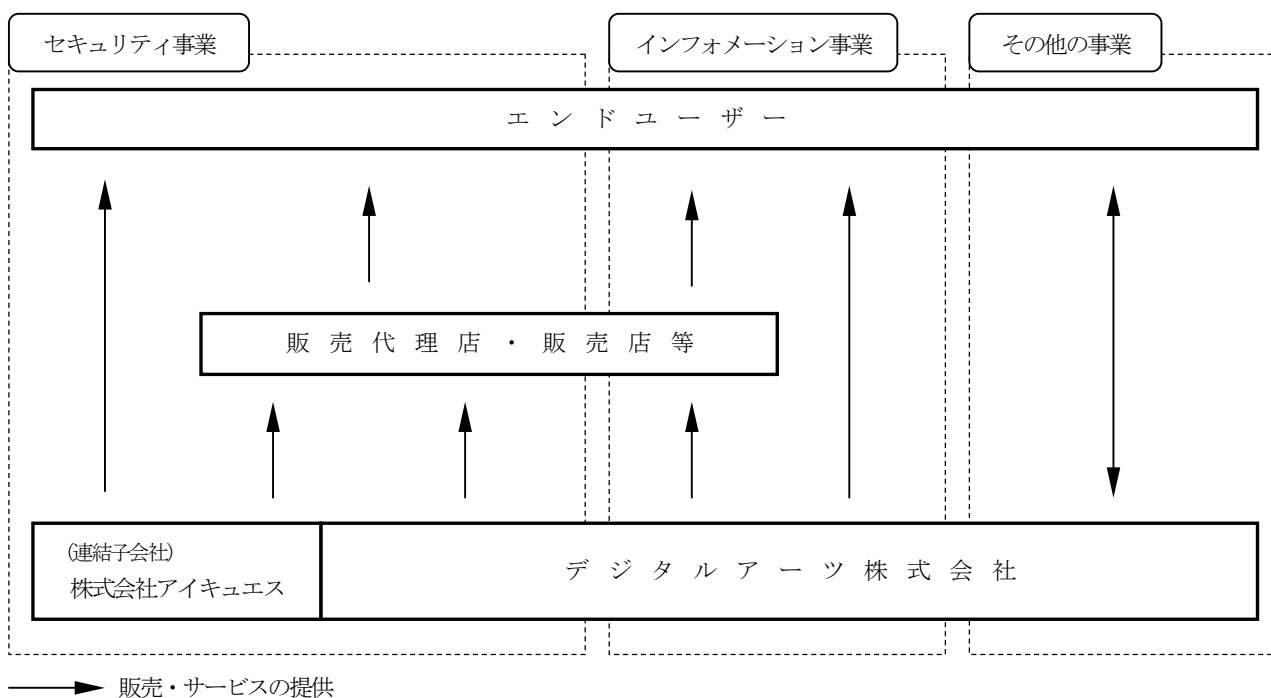 セキュリティ事業
インフォメーション事業
その他の事業
エンドユーザー
販売代理店・販売店等
(連結子会社)
株式会社アイキュエス
デジタルアーツ株式会社
販売・サービスの提供